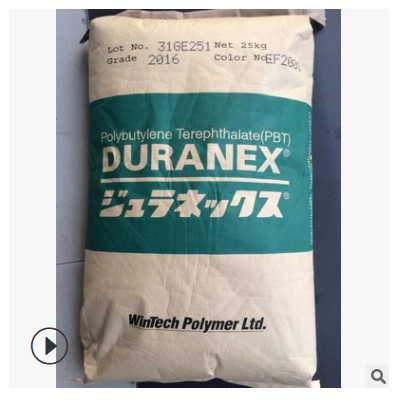 Lot No. 31GE251 Net 25kg
Grade 2016 Color No.
Polybutylene Terephthalate(PBT)
DURANEX®
ジュラネックス®
WinTech Polymer Ltd.